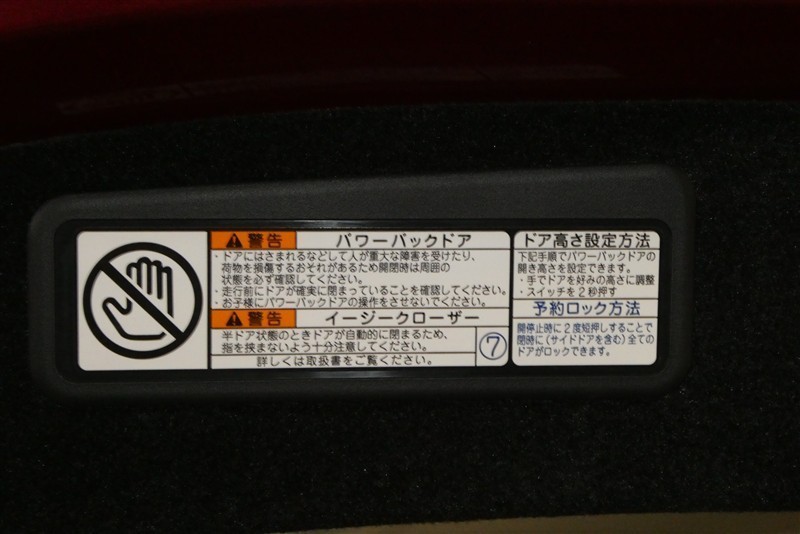 警告 パワーバックドア
・ドアにはさまれるなどして人が重大な障害を受けたり、
荷物を損傷するおそれがあるため開閉時は周囲の
状態を必ず確認してください。
・走行前にドアが確実に閉まっていることを確認してください。
・お子様にパワーバックドアの操作をさせないでください。
警告 イージークローザー
半ドア状態のときドアが自動的に閉まるため、
指を挟まないよう十分注意してください。
詳しくは取扱書をご覧ください。
⑦
ドア高さ設定方法
下記手順でパワーバックドアの
開き高さを設定できます。
・手でドアを好みの高さに調整
・スイッチを2秒押す
予約ロック方法
開停止時に2度短押しすることで
閉時に(サイドドアを含む)全ての
ドアがロックできます。